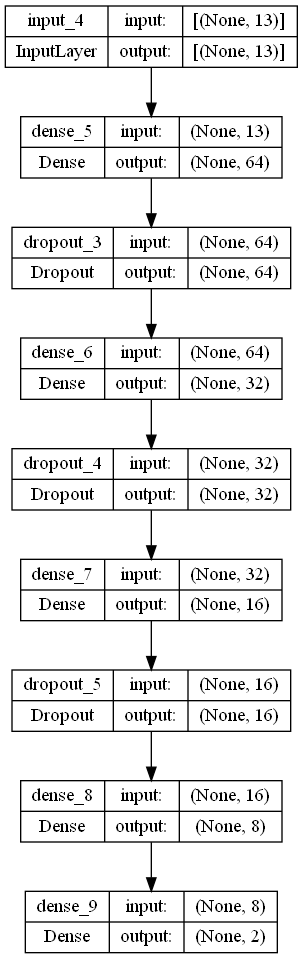 input_4 input: [(None, 13)]
InputLayer output: [(None, 13)]
dense_5 input: (None, 13)
Dense output: (None, 64)
dropout_3 input: (None, 64)
Dropout output: (None, 64)
dense_6 input: (None, 64)
Dense output: (None, 32)
dropout_4 input: (None, 32)
Dropout output: (None, 32)
dense_7 input: (None, 32)
Dense output: (None, 16)
dropout_5 input: (None, 16)
Dropout output: (None, 16)
dense_8 input: (None, 16)
Dense output: (None, 8)
dense_9 input: (None, 8)
Dense output: (None, 2)